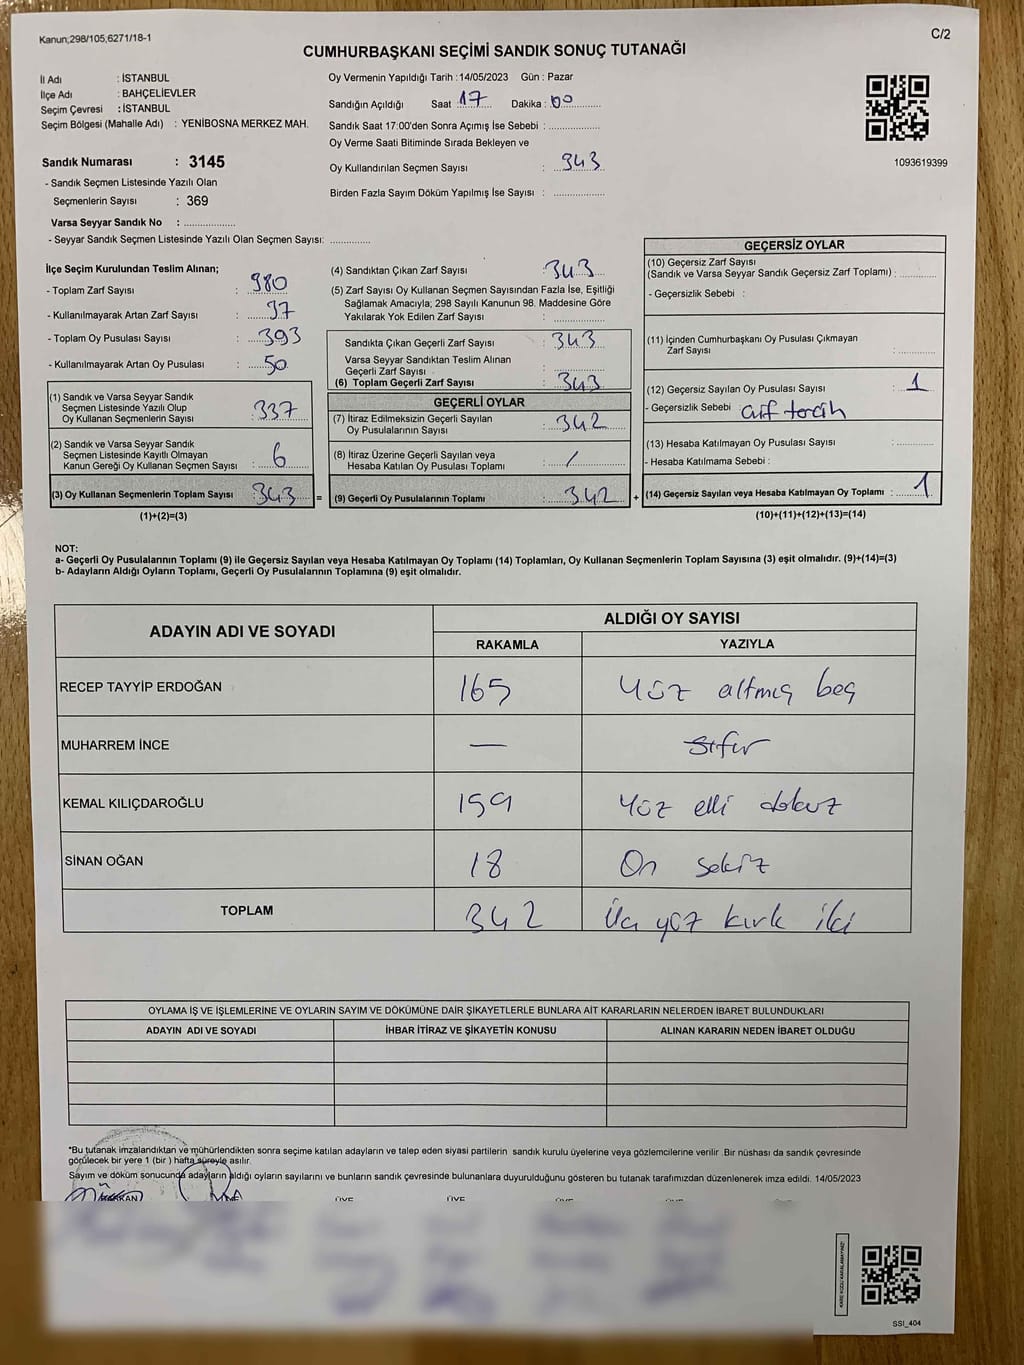 Kanun;298/105,6271/18-1
C/2
CUMHURBAŞKANI SEÇİMİ SANDIK SONUÇ TUTANAĞI
İl Adı : İSTANBUL
İlçe Adı : BAHÇELİEVLER
Seçim Çevresi : İSTANBUL
Seçim Bölgesi (Mahalle Adı) : YENİBOSNA MERKEZ MAH.
Sandık Numarası : 3145
- Sandık Seçmen Listesinde Yazılı Olan
Seçmenlerin Sayısı : 369
Varsa Seyyar Sandık No : ....................
- Seyyar Sandık Seçmen Listesinde Yazılı Olan Seçmen Sayısı: ...............
Oy Vermenin Yapıldığı Tarih :14/05/2023 Gün : Pazar
Sandığın Açıldığı Saat 17 Dakika : 00
Sandık Saat 17:00'den Sonra Açımış İse Sebebi : ....................
Oy Verme Saati Bitiminde Sırada Bekleyen ve
Oy Kullandırılan Seçmen Sayısı : 343
Birden Fazla Sayım Döküm Yapılmış İse Sayısı : ....................
1093619399
İlçe Seçim Kurulundan Teslim Alınan;
- Toplam Zarf Sayısı : 980
- Kullanılmayarak Artan Zarf Sayısı : 37
- Toplam Oy Pusulası Sayısı : 393
- Kullanılmayarak Artan Oy Pusulası : 50
(1) Sandık ve Varsa Seyyar Sandık
Seçmen Listesinde Yazılı Olup
Oy Kullanan Seçmenlerin Sayısı : 337
(2) Sandık ve Varsa Seyyar Sandık
Seçmen Listesinde Kayıtlı Olmayan
Kanun Gereği Oy Kullanan Seçmen Sayısı : 6
(3) Oy Kullanan Seçmenlerin Toplam Sayısı : 343 =
(1)+(2)=(3)
(4) Sandıktan Çıkan Zarf Sayısı : 343
(5) Zarf Sayısı Oy Kullanan Seçmen Sayısından Fazla İse, Eşitliği
Sağlamak Amacıyla; 298 Sayılı Kanunun 98. Maddesine Göre
Yakılarak Yok Edilen Zarf Sayısı : ....................
Sandıkta Çıkan Geçerli Zarf Sayısı : 343
Varsa Seyyar Sandıktan Teslim Alınan
Geçerli Zarf Sayısı : ....................
(6) Toplam Geçerli Zarf Sayısı : 343
GEÇERLİ OYLAR
(7) İtiraz Edilmeksizin Geçerli Sayılan
Oy Pusulalarının Sayısı : 342
(8) İtiraz Üzerine Geçerli Sayılan veya
Hesaba Katılan Oy Pusulası Toplamı : /
(9) Geçerli Oy Pusulalarının Toplamı : 342 +
GEÇERSİZ OYLAR
(10) Geçersiz Zarf Sayısı
(Sandık ve Varsa Seyyar Sandık Geçersiz Zarf Toplamı) : ............
- Geçersizlik Sebebi :
(11) İçinden Cumhurbaşkanı Oy Pusulası Çıkmayan
Zarf Sayısı : ............
(12) Geçersiz Sayılan Oy Pusulası Sayısı : 1
- Geçersizlik Sebebi : Çift tercih
(13) Hesaba Katılmayan Oy Pusulası Sayısı : ............
- Hesaba Katılmama Sebebi :
(14) Geçersiz Sayılan veya Hesaba Katılmayan Oy Toplamı : 1
(10)+(11)+(12)+(13)=(14)
NOT:
a- Geçerli Oy Pusulalarının Toplamı (9) ile Geçersiz Sayılan veya Hesaba Katılmayan Oy Toplamı (14) Toplamları, Oy Kullanan Seçmenlerin Toplam Sayısına (3) eşit olmalıdır. (9)+(14)=(3)
b- Adayların Aldığı Oyların Toplamı, Geçerli Oy Pusulalarının Toplamına (9) eşit olmalıdır.
ADAYIN ADI VE SOYADI ALDIĞI OY SAYISI
RAKAMLA YAZIYLA
RECEP TAYYİP ERDOĞAN 165 Yüz altmış beş
MUHARREM İNCE — sıfır
KEMAL KILIÇDAROĞLU 159 Yüz elli dokuz
SİNAN OĞAN 18 On sekiz
TOPLAM 342 Üç yüz kırk iki
OYLAMA İŞ VE İŞLEMLERİNE VE OYLARIN SAYIM VE DÖKÜMÜNE DAİR ŞİKAYETLERLE BUNLARA AİT KARARLARIN NELERDEN İBARET BULUNDUKLARI
ADAYIN ADI VE SOYADI İHBAR İTİRAZ VE ŞİKAYETİN KONUSU ALINAN KARARIN NEDEN İBARET OLDUĞU
*Bu tutanak imzalandıktan ve mühürlendikten sonra seçime katılan adayların ve talep eden siyasi partilerin sandık kurulu üyelerine veya gözlemcilerine verilir .Bir nüshası da sandık çevresinde
görülecek bir yere 1 (bir ) hafta süreyle asılır.
Sayım ve döküm sonucunda adayların aldığı oyların sayılarını ve bunların sandık çevresinde bulunanlara duyurulduğunu gösteren bu tutanak tarafımızdan düzenlenerek imza edildi. 14/05/2023
ÜYE ÜYE ÜYE ÜYE
SSI_404